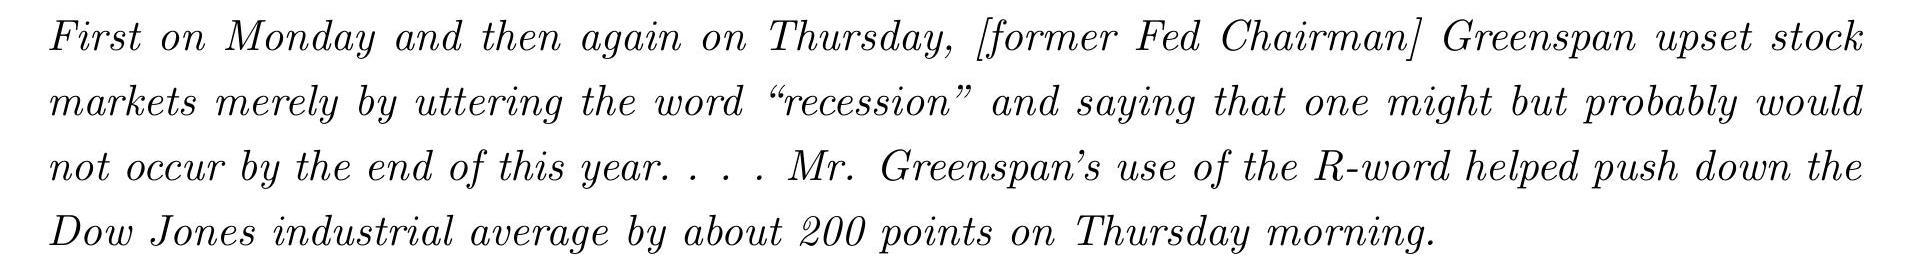 First on Monday and then again on Thursday, [former Fed Chairman] Greenspan upset stock
markets merely by uttering the word “recession” and saying that one might but probably would
not occur by the end of this year. . . . Mr. Greenspan’s use of the R-word helped push down the
Dow Jones industrial average by about 200 points on Thursday morning.